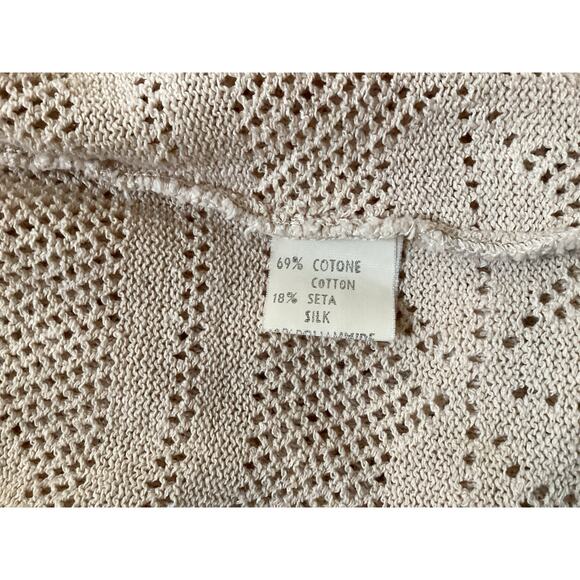 69% COTONE
COTTON
18% SETA
SILK